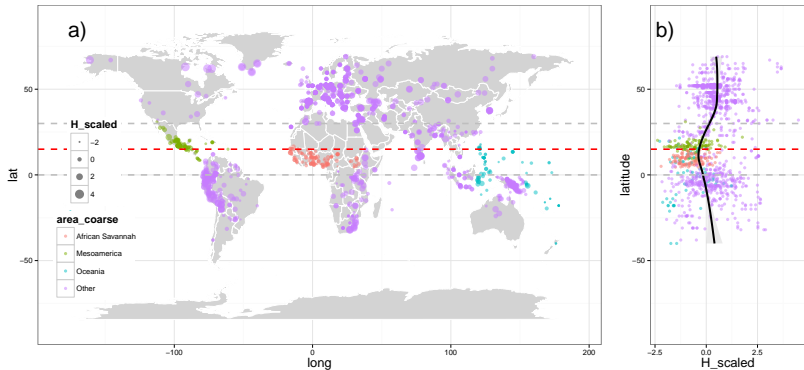 a)
50
0
−50
lat
−100
0
100
200
long
H_scaled
−2
0
2
4
area_coarse
African Savannah
Mesoamerica
Oceania
Other
b)
50
0
−50
latitude
−2.5
0.0
2.5
H_scaled